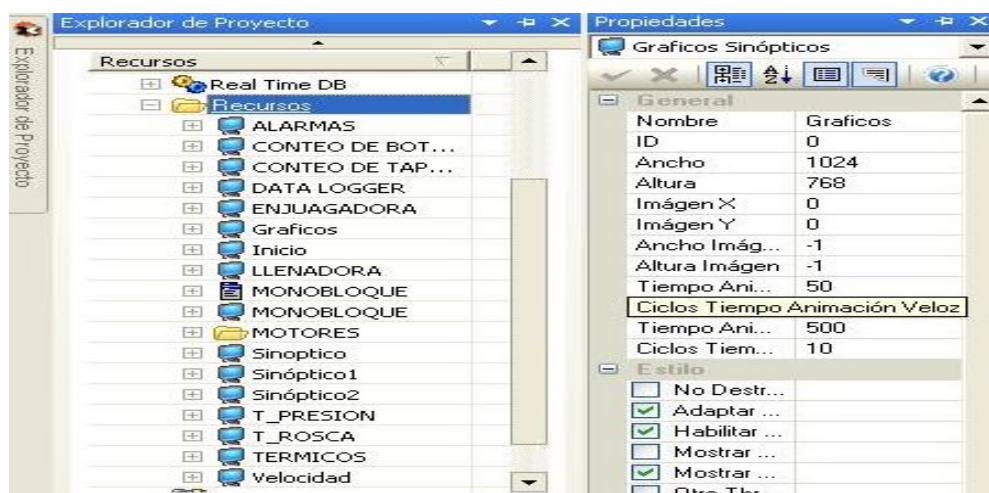 Explorador de Proyecto
Explorador de Proyecto
Recursos
Real Time DB
Recursos
ALARMAS
CONTEO DE BOT...
CONTEO DE TAP...
DATA LOGGER
ENJUAGADORA
Graficos
Inicio
LLENADORA
MONOBLOQUE
MONOBLOQUE
MOTORES
Sinoptico
Sinóptico1
Sinóptico2
T_PRESION
T_ROSCA
TERMICOS
Velocidad
Propiedades
Graficos Sinópticos
General
Nombre Graficos
ID 0
Ancho 1024
Altura 768
Imágen X 0
Imágen Y 0
Ancho Imág... -1
Altura Imágen -1
Tiempo Ani... 50
Ciclos Tiempo Animación Veloz
Tiempo Ani... 500
Ciclos Tiem... 10
Estilo
No Destr...
Adaptar ...
Habilitar ...
Mostrar ...
Mostrar ...